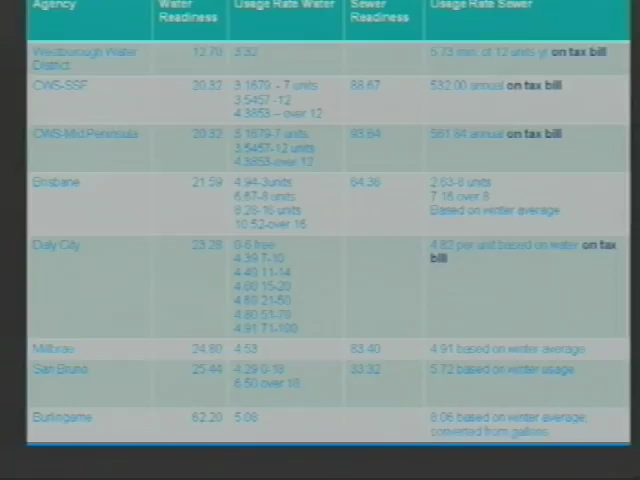 Agency Water Readiness Usage Rate Water Sewer Readiness Usage Rate Sewer
Westborough Water District 12.70 3.32 5.73 min. of 12 units yr on tax bill
CWS-SSF 20.32 3.1679 - 7 units 88.67 532.00 annual on tax bill
3.5457 -12
4.3853 – over 12
CWS-Mid Peninsula 20.32 3.1679-7 units 93.64 561.84 annual on tax bill
3.5457-12 units
4.3853-over 12
Brisbane 21.59 4.94-3units 64.36 2.63-8 units
6.67-8 units 7.16 over 8
8.28-16 units Based on winter average
10.52-over 16
Daly City 23.28 0-6 free 4.82 per unit based on water on tax
4.39 7-10 bill
4.49 11-14
15-20
21-50
4.80 51-70
4.91 71-100
Millbrae 24.80 4.53 83.40 4.91 based on winter average
San Bruno 25.44 4.29 0-18 33.32 5.72 based on winter usage
6.50 over 18
Burlingame 62.20 5.08 8.06 based on winter average;
converted from gallons